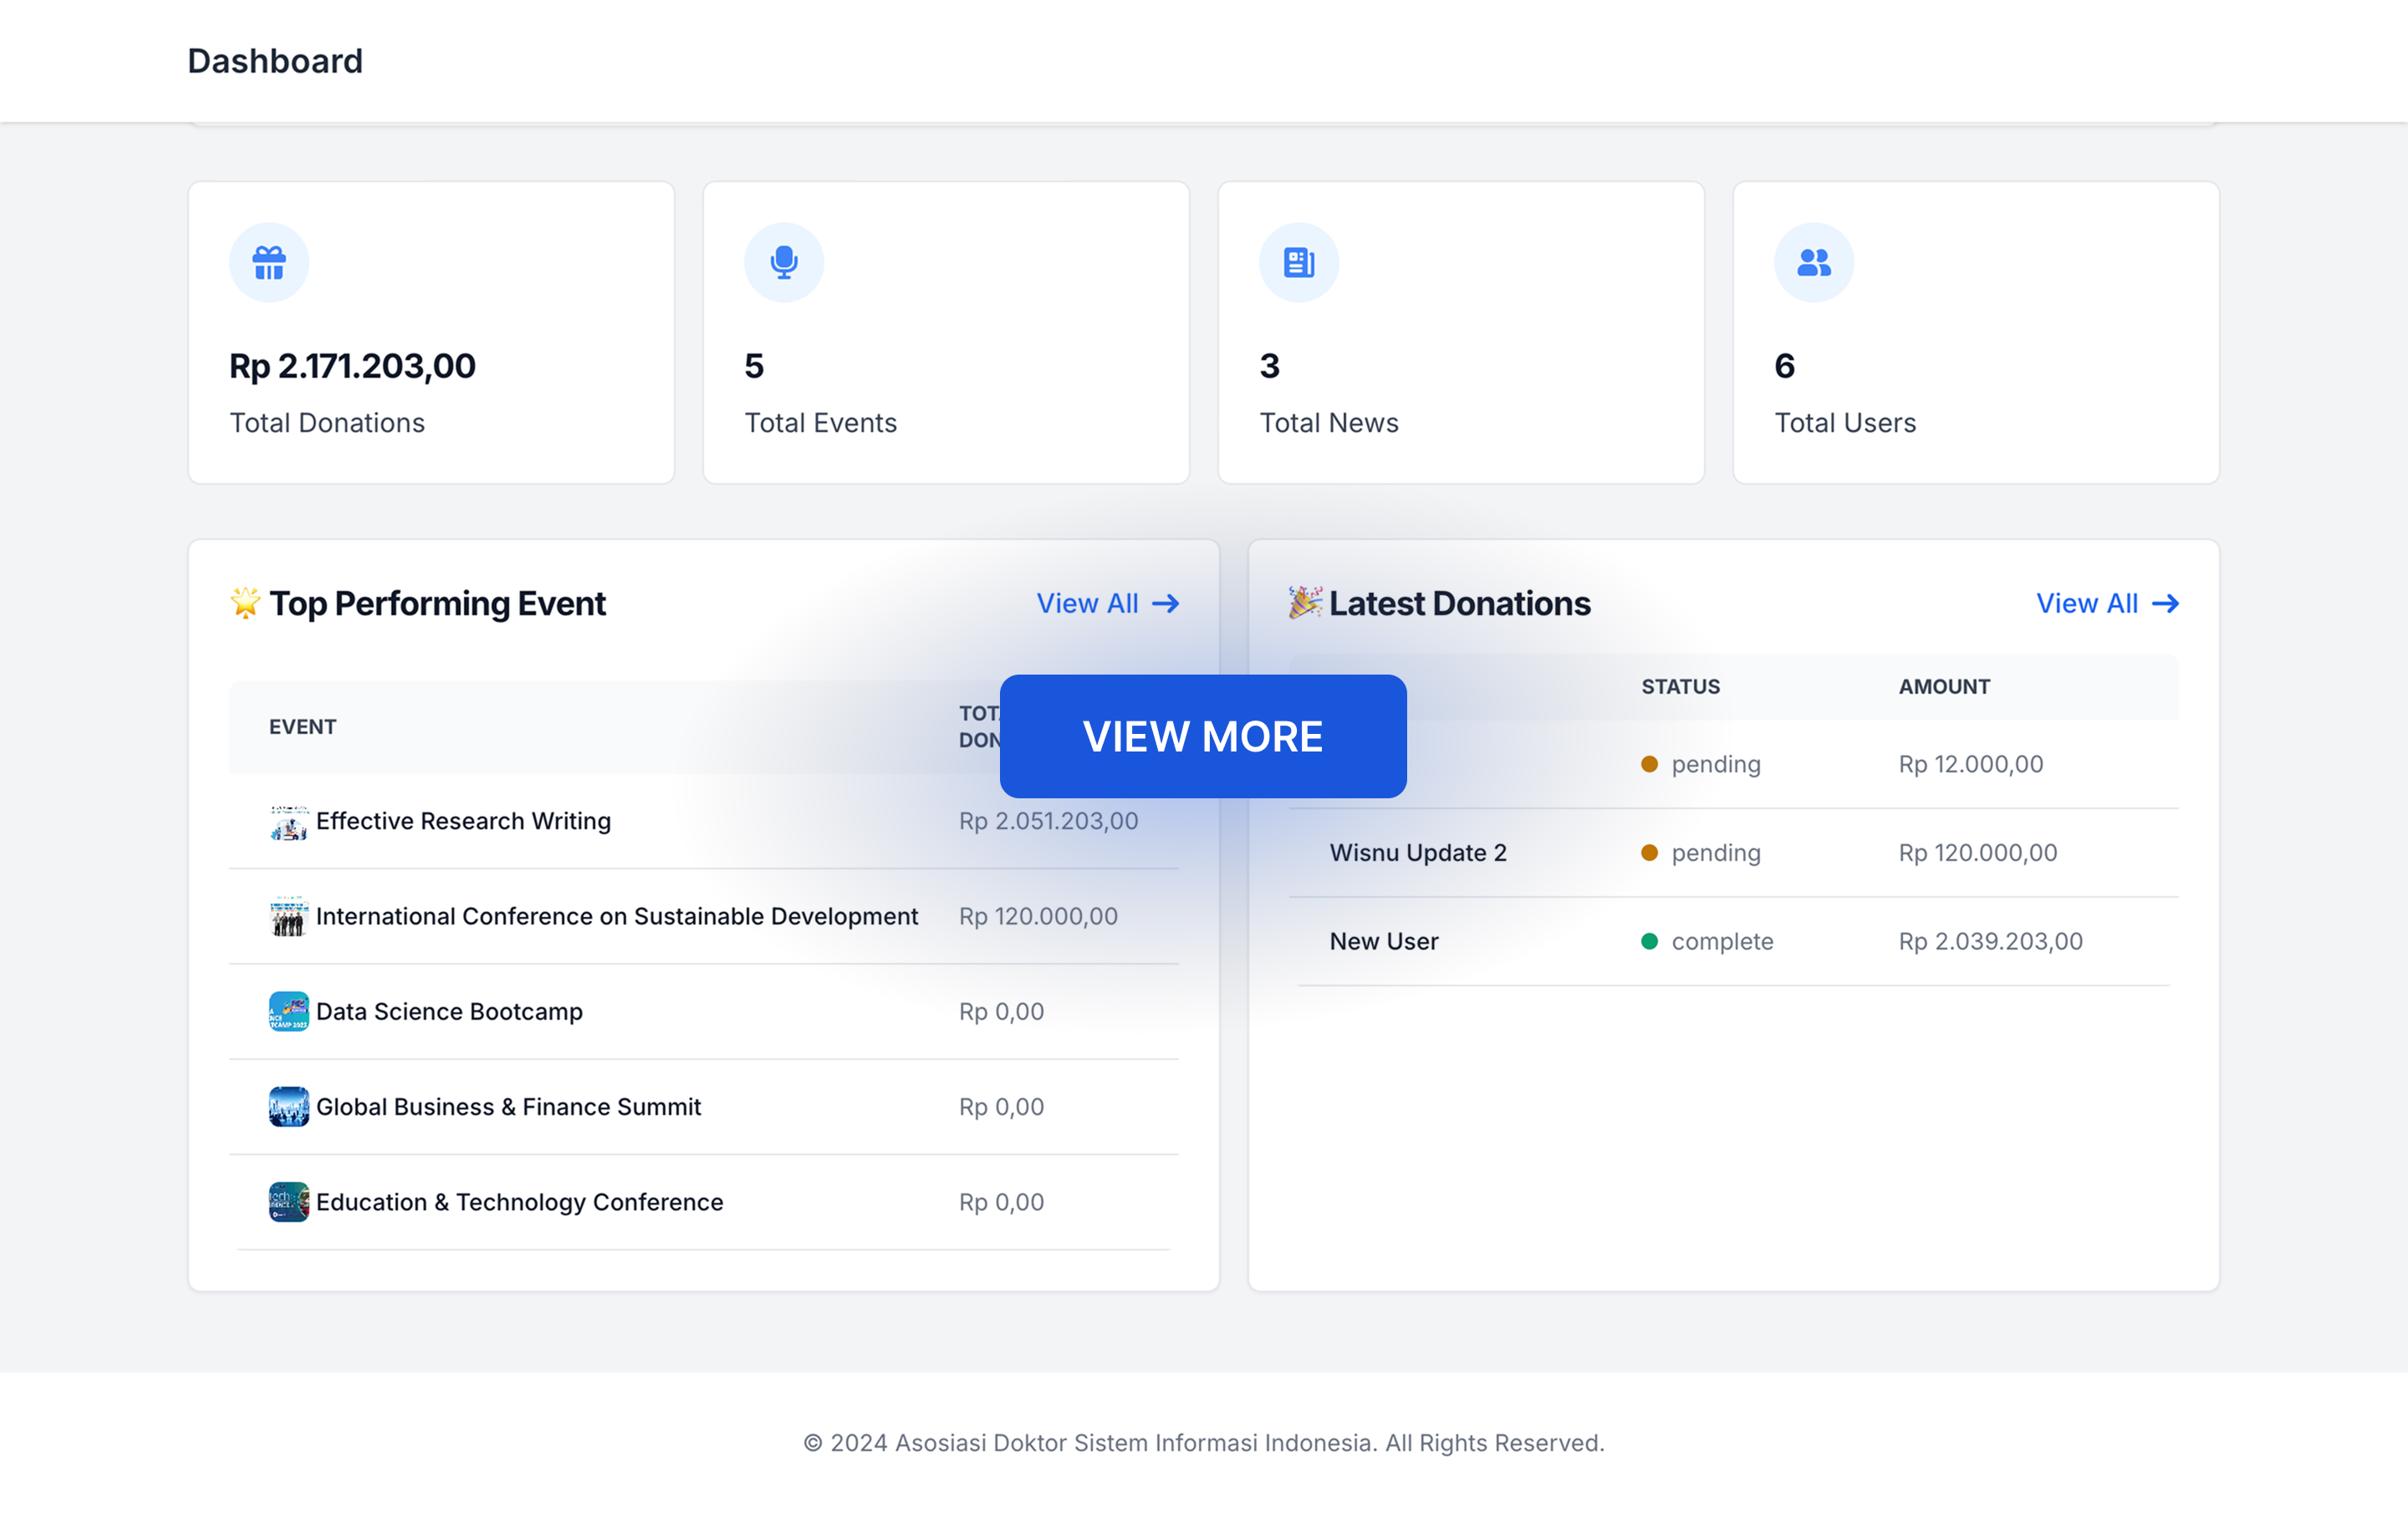 Dashboard
Rp 2.171.203,00
Total Donations
5
Total Events
3
Total News
6
Total Users
Top Performing Event
View All
EVENT
Effective Research Writing
Rp 2.051.203,00
International Conference on Sustainable Development
Rp 120.000,00
Data Science Bootcamp
Rp 0,00
Global Business & Finance Summit
Rp 0,00
Education & Technology Conference
Rp 0,00
VIEW MORE
Latest Donations
View All
STATUS
AMOUNT
pending
Rp 12.000,00
Wisnu Update 2
pending
Rp 120.000,00
New User
complete
Rp 2.039.203,00
© 2024 Asosiasi Doktor Sistem Informasi Indonesia. All Rights Reserved.